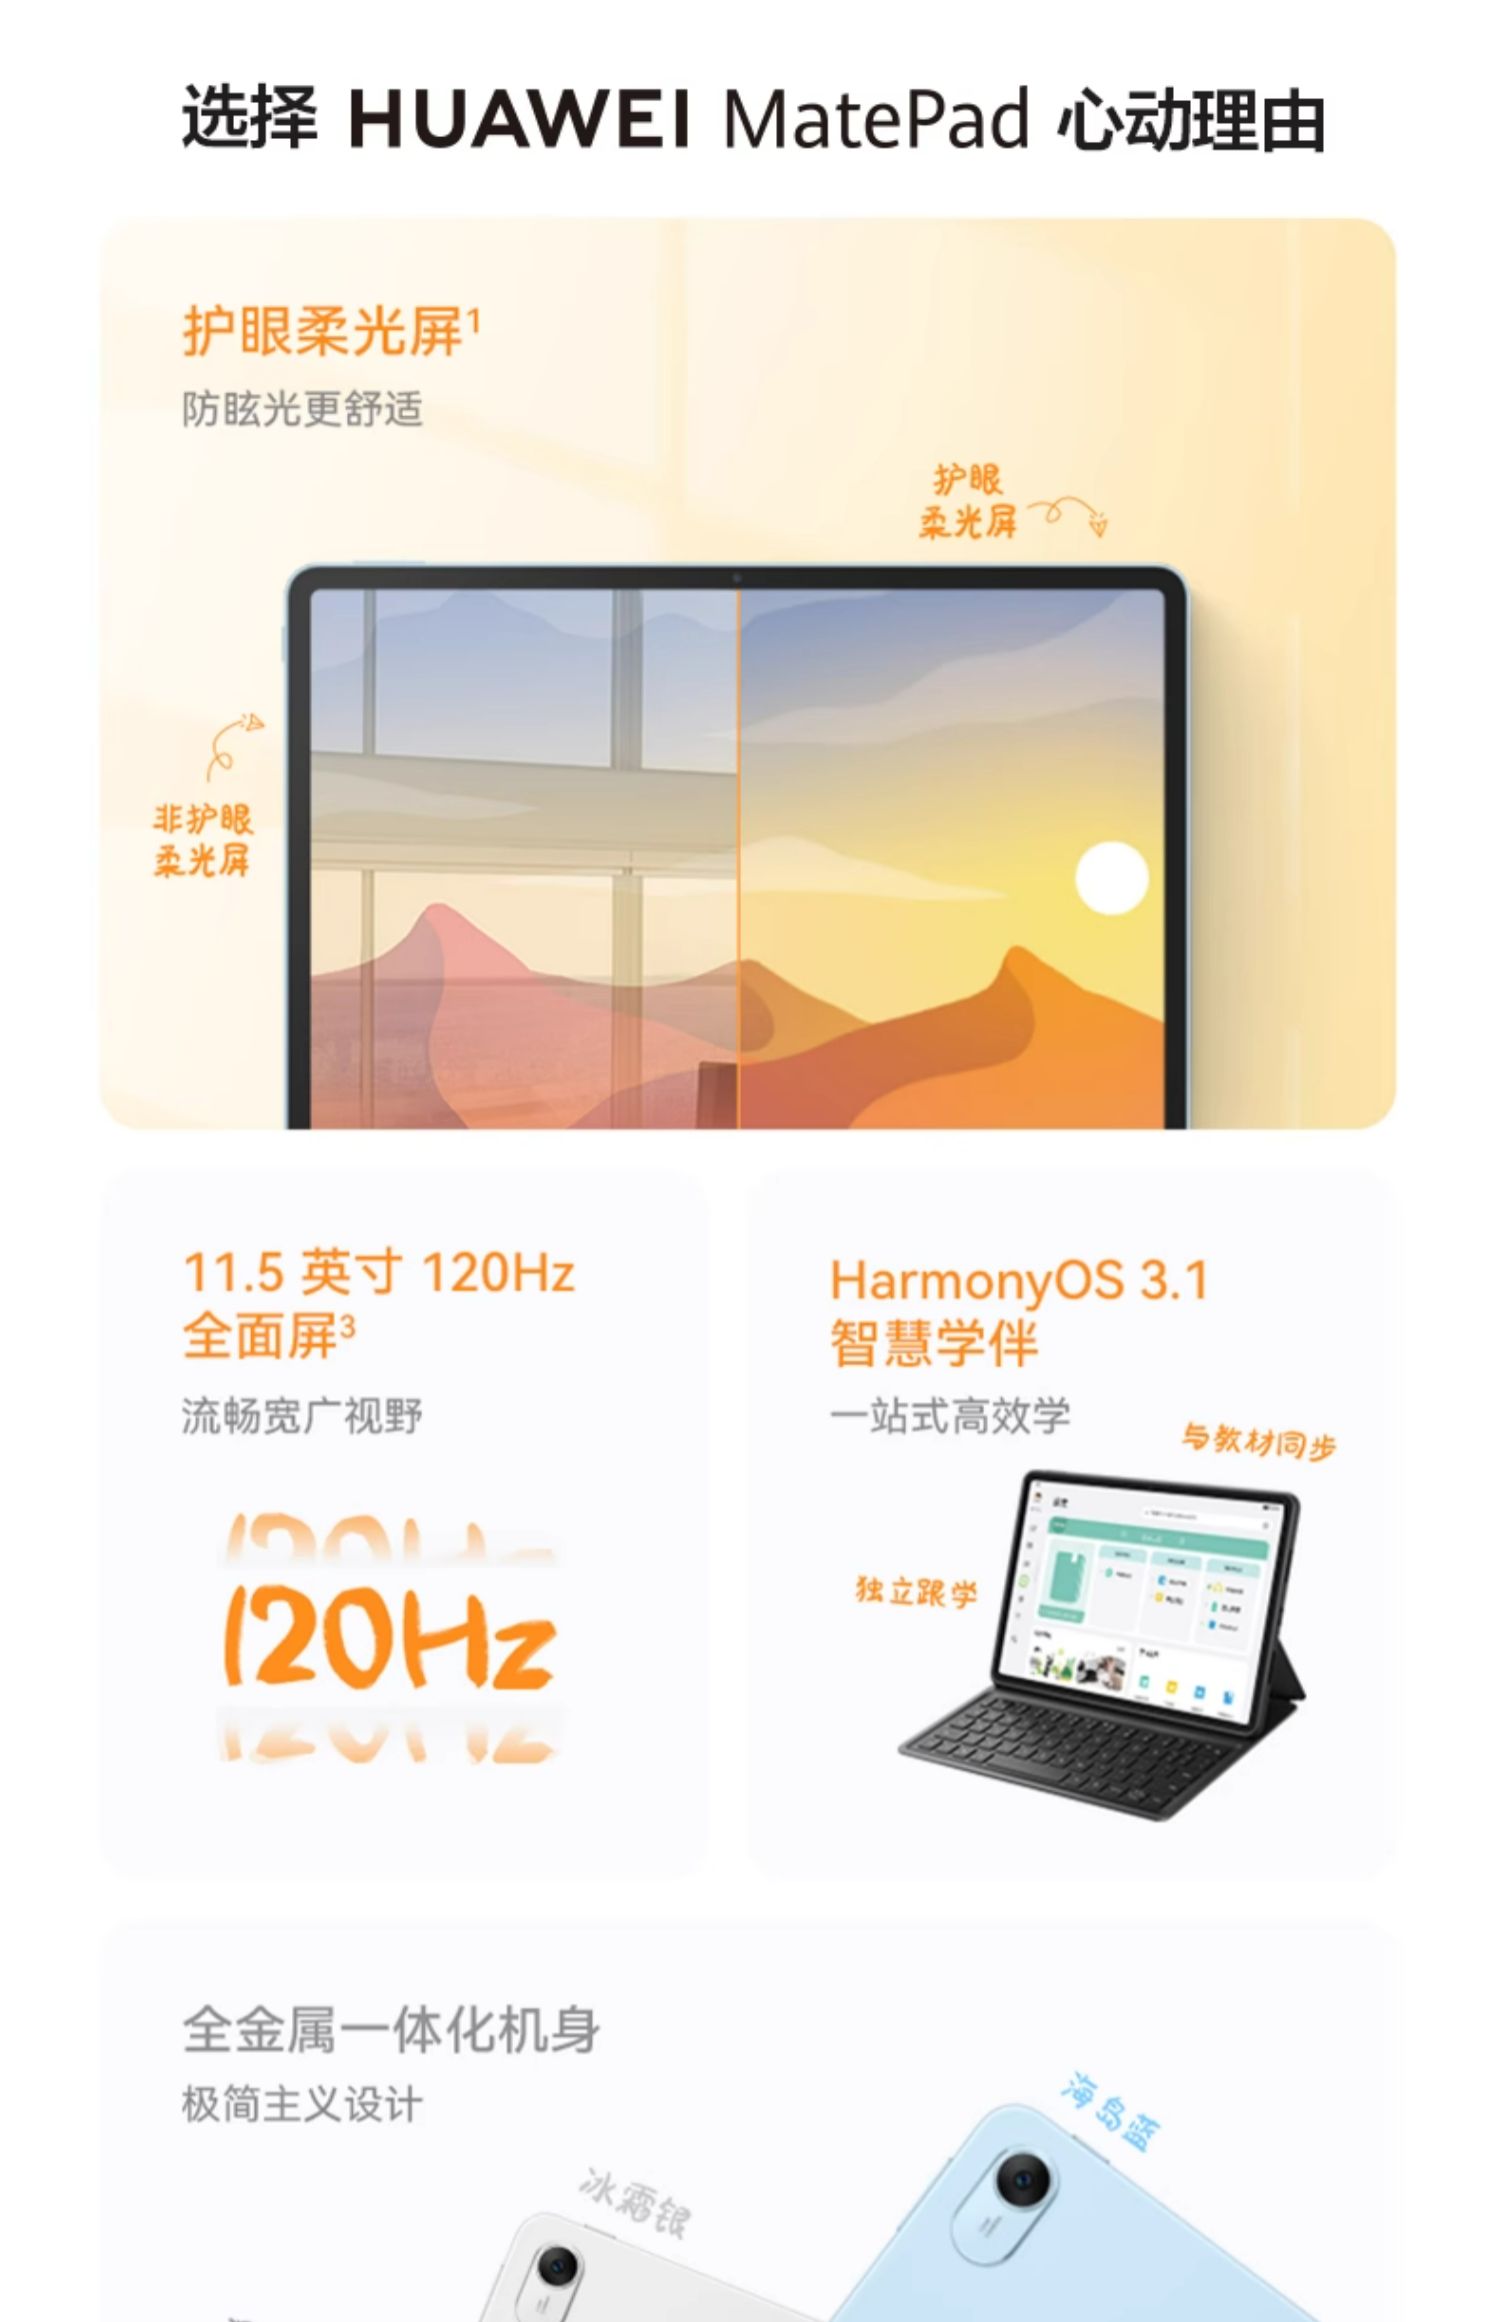 选择 HUAWEI MatePad 心动理由
护眼柔光屏1
防眩光更舒适
护眼
柔光屏
非护眼
柔光屏
11.5 英寸 120Hz
全面屏3
流畅宽广视野
120Hz
120Hz
120Hz
HarmonyOS 3.1
智慧学伴
一站式高效学
与教材同步
独立跟学
全金属一体化机身
极简主义设计
海岛蓝
冰霜银